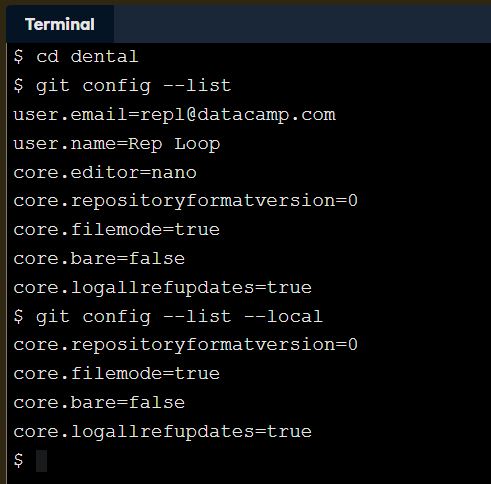 Terminal
$ cd dental
$ git config --list
user.email=repl@datacamp.com
user.name=Rep Loop
core.editor=nano
core.repositoryformatversion=0
core.filemode=true
core.bare=false
core.logallrefupdates=true
$ git config --list --local
core.repositoryformatversion=0
core.filemode=true
core.bare=false
core.logallrefupdates=true
$